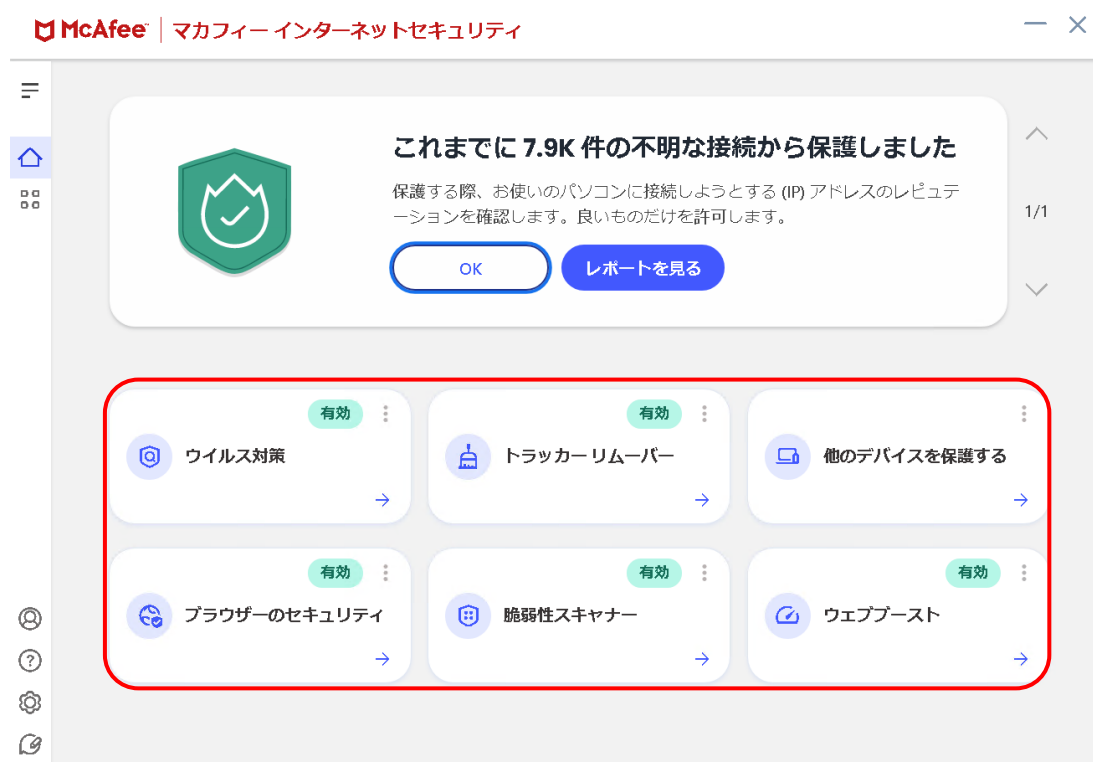 McAfee マカフィー インターネットセキュリティ
これまでに 7.9K 件の不明な接続から保護しました
保護する際、お使いのパソコンに接続しようとする (IP) アドレスのレピュテ
ーションを確認します。良いものだけを許可します。
1/1
OK レポートを見る
有効
ウイルス対策
有効
トラッカー リムーバー
他のデバイスを保護する
有効
ブラウザーのセキュリティ
有効
脆弱性スキャナー
有効
ウェブブースト